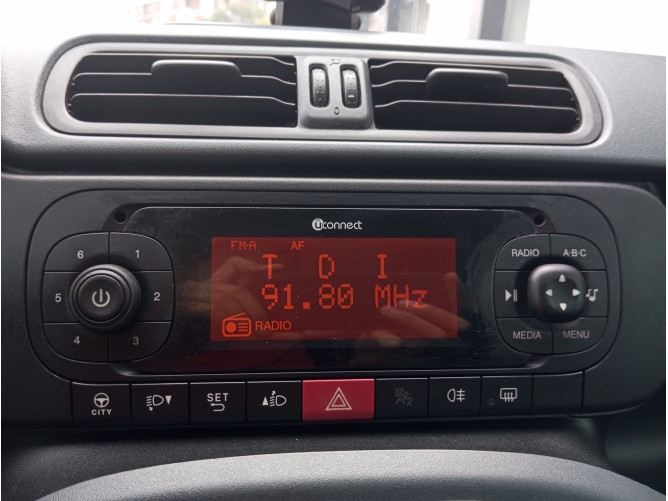 Uconnect
FM-A AF
T D I
91.80 MHz
RADIO
6 1
5 2
4 3
RADIO A·B·C
MEDIA MENU
CITY
SET